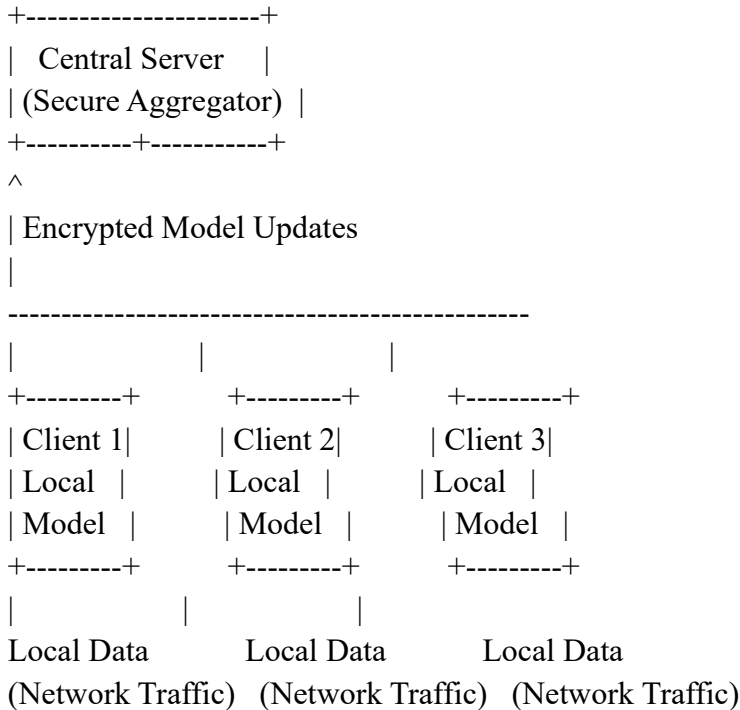 +----------------------+
|   Central Server     |
| (Secure Aggregator)  |
+----------+-----------+
^
| Encrypted Model Updates
|
-------------------------------------------------
|                       |                       |
+---------+           +---------+           +---------+
| Client 1|           | Client 2|           | Client 3|
| Local   |           | Local   |           | Local   |
| Model   |           | Model   |           | Model   |
+---------+           +---------+           +---------+
|                     |                     |
Local Data            Local Data            Local Data
(Network Traffic)   (Network Traffic)   (Network Traffic)